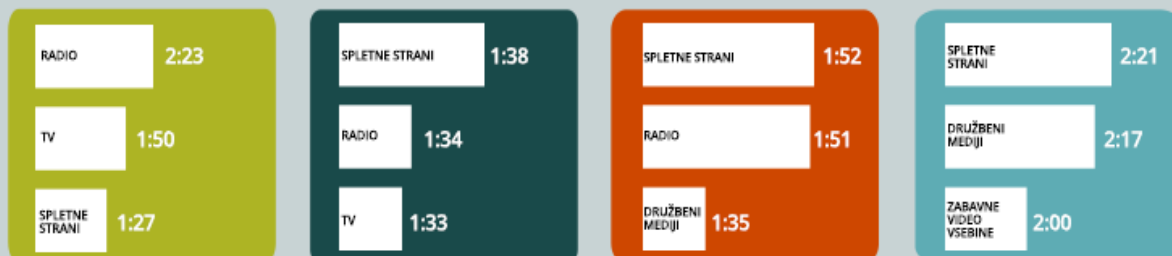 RADIO 2:23
TV 1:50
SPLETNE
STRANI 1:27
SPLETNE STRANI 1:38
RADIO 1:34
TV 1:33
SPLETNE STRANI 1:52
RADIO 1:51
DRUŽBENI
MEDIJI 1:35
SPLETNE
STRANI 2:21
DRUŽBENI
MEDIJI 2:17
ZABAVNE
VIDEO
VSEBINE 2:00